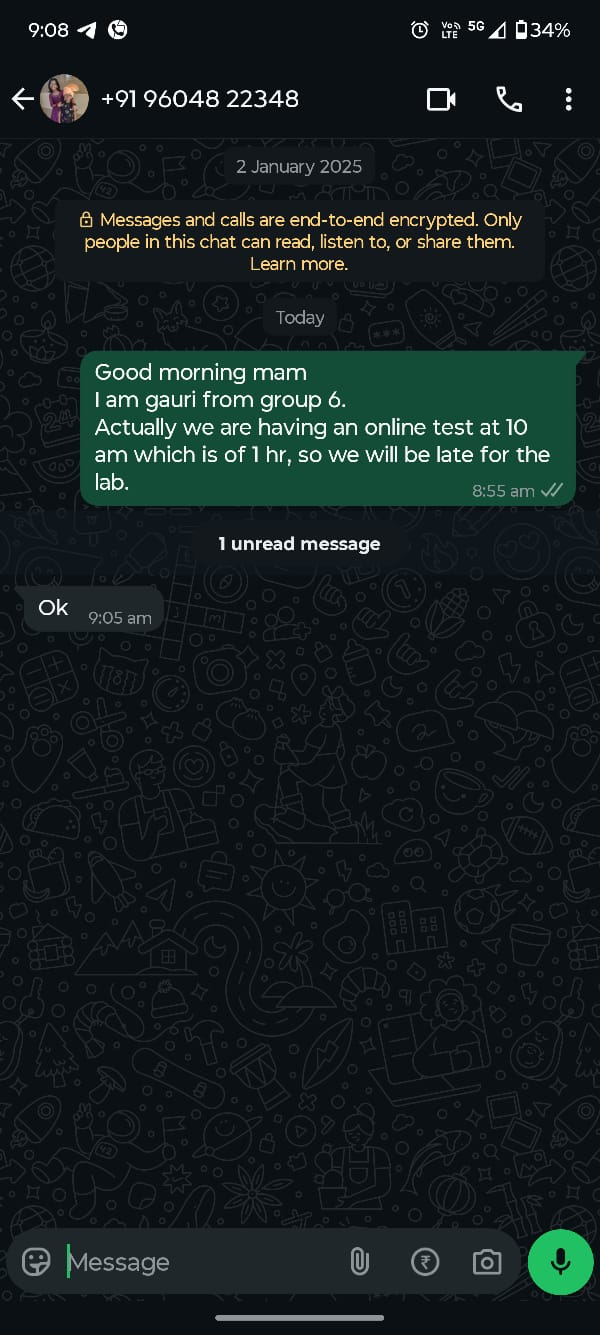 9:08 Vo)) LTE 5G 34%
+91 96048 22348
2 January 2025
Messages and calls are end-to-end encrypted. Only
people in this chat can read, listen to, or share them.
Learn more.
Today
Good morning mam
I am gauri from group 6.
Actually we are having an online test at 10
am which is of 1 hr, so we will be late for the
lab.
8:55 am
1 unread message
Ok 9:05 am
Message